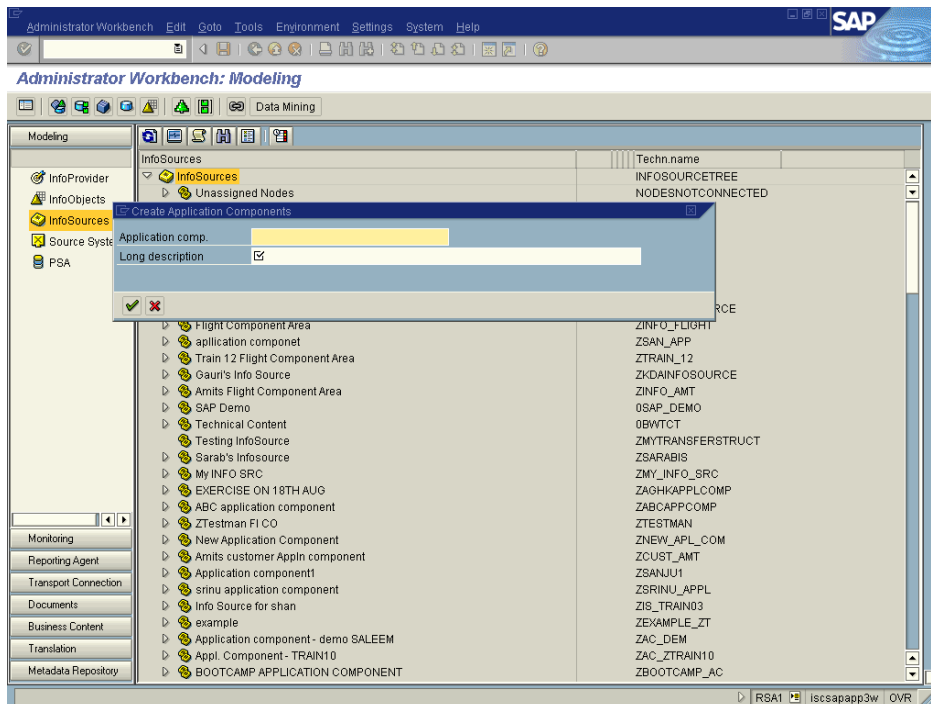 Administrator Workbench Edit Goto Tools Environment Settings System Help
SAP
Administrator Workbench: Modeling
Data Mining
Modeling
InfoProvider
InfoObjects
InfoSources
Source Syste
PSA
InfoSources Techn.name
InfoSources INFOSOURCETREE
Unassigned Nodes NODESNOTCONNECTED
Create Application Components
Application comp.
Long description
RCE
Flight Component Area ZINFO_FLIGHT
apllication componet ZSAN_APP
Train 12 Flight Component Area ZTRAIN_12
Gauri's Info Source ZKDAINFOSOURCE
Amits Flight Component Area ZINFO_AMT
SAP Demo 0SAP_DEMO
Technical Content 0BWTCT
Testing InfoSource ZMYTRANSFERSTRUCT
Sarab's Infosource ZSARABIS
My INFO SRC ZMY_INFO_SRC
EXERCISE ON 18TH AUG ZAGHKAPPLCOMP
ABC application component ZABCAPPCOMP
ZTestman FI CO ZTESTMAN
New Application Component ZNEW_APL_COM
Amits customer Appln component ZCUST_AMT
Application component1 ZSANJU1
srinu application component ZSRINU_APPL
Info Source for shan ZIS_TRAIN03
example ZEXAMPLE_ZT
Application component - demo SALEEM ZAC_DEM
Appl. Component - TRAIN10 ZAC_ZTRAIN10
BOOTCAMP APPLICATION COMPONENT ZBOOTCAMP_AC
Monitoring
Reporting Agent
Transport Connection
Documents
Business Content
Translation
Metadata Repository
RSA1 iscsapapp3w OVR